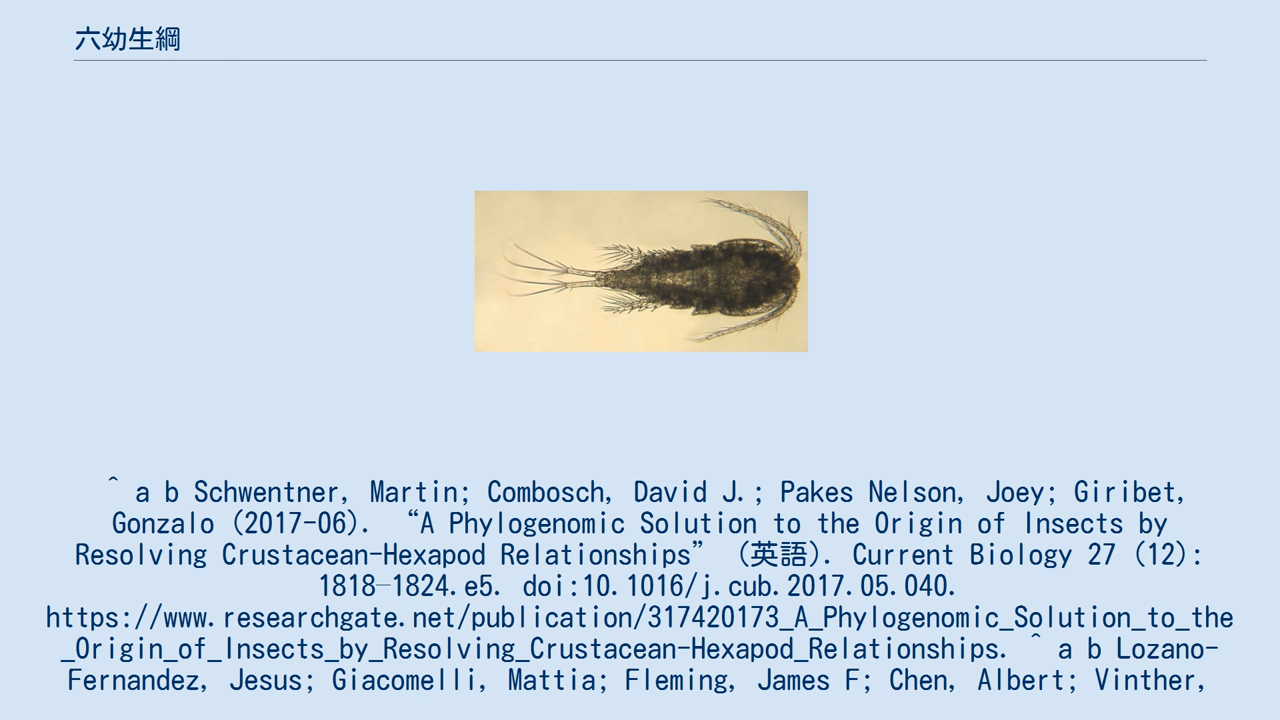 六幼生綱
^ a b Schwentner, Martin; Combosch, David J.; Pakes Nelson, Joey; Giribet,
Gonzalo (2017-06). “A Phylogenomic Solution to the Origin of Insects by
Resolving Crustacean-Hexapod Relationships” (英語). Current Biology 27 (12):
1818–1824.e5. doi:10.1016/j.cub.2017.05.040.
https://www.researchgate.net/publication/317420173_A_Phylogenomic_Solution_to_the
_Origin_of_Insects_by_Resolving_Crustacean-Hexapod_Relationships. ^ a b Lozano-
Fernandez, Jesus; Giacomelli, Mattia; Fleming, James F; Chen, Albert; Vinther,